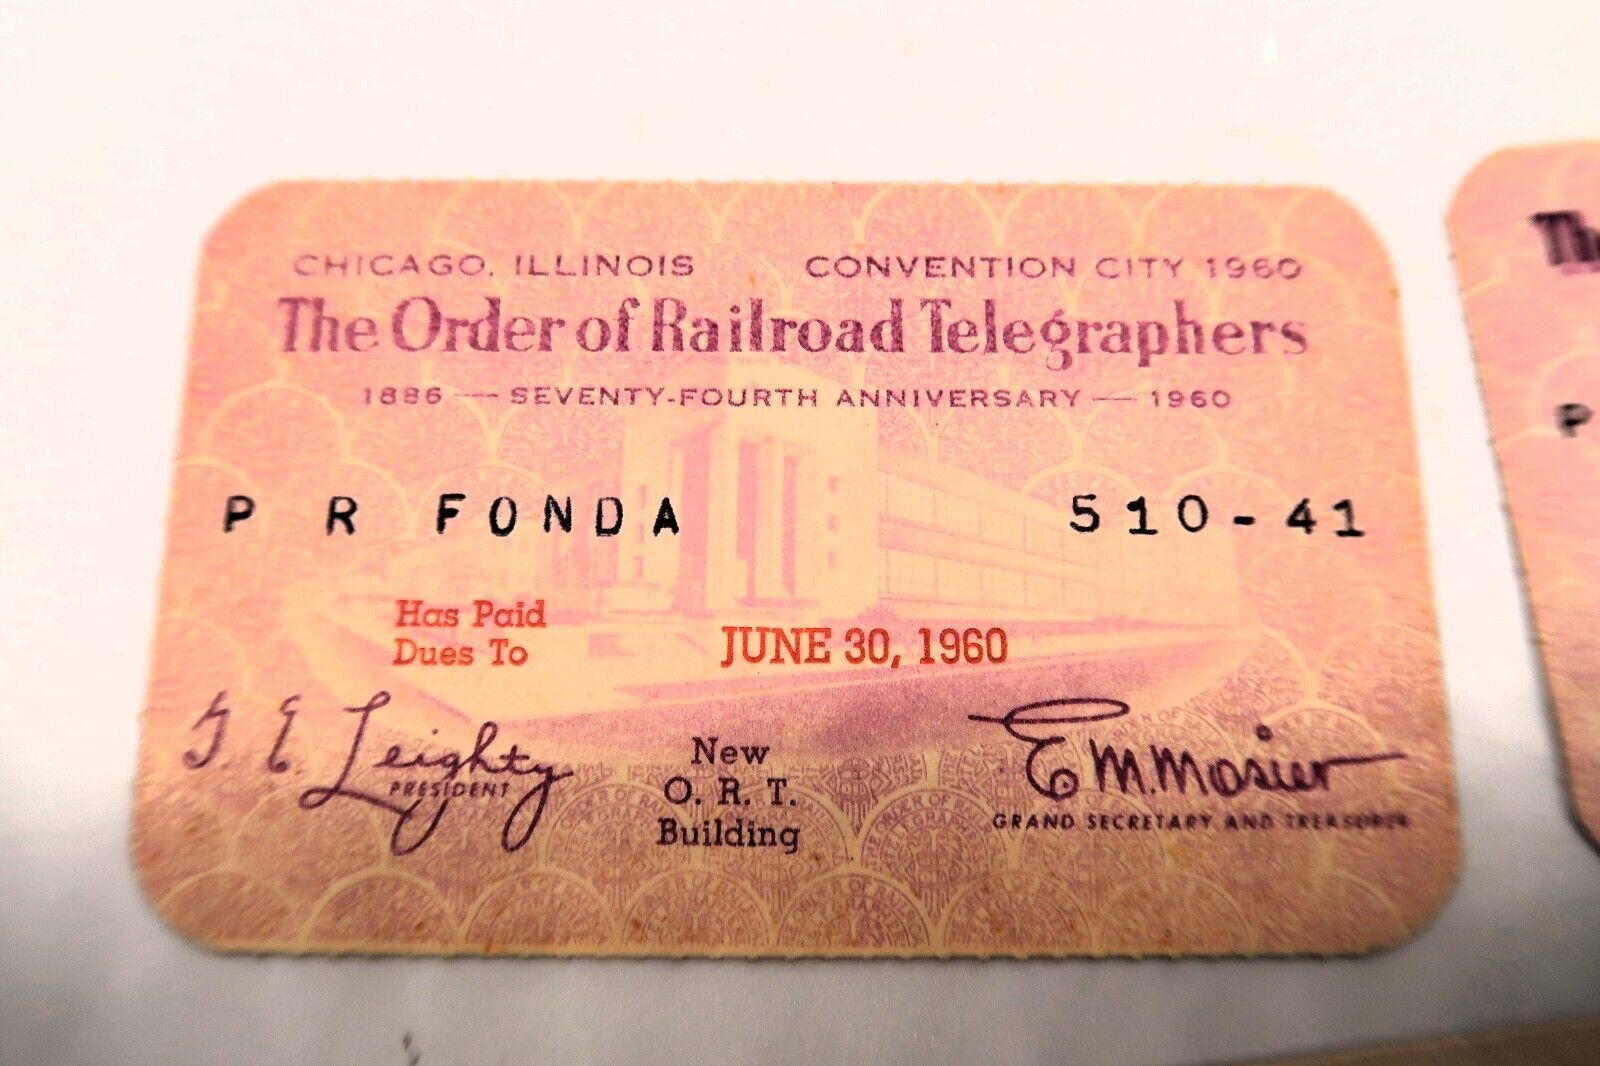 CHICAGO, ILLINOIS CONVENTION CITY 1960
The Order of Railroad Telegraphers
1886 — SEVENTY-FOURTH ANNIVERSARY — 1960
P R FONDA 510-41
Has Paid
Dues To
JUNE 30, 1960
G. E. Leighty
PRESIDENT
New
O. R. T.
Building
E M. Mosier
GRAND SECRETARY AND TREASURER
The
P